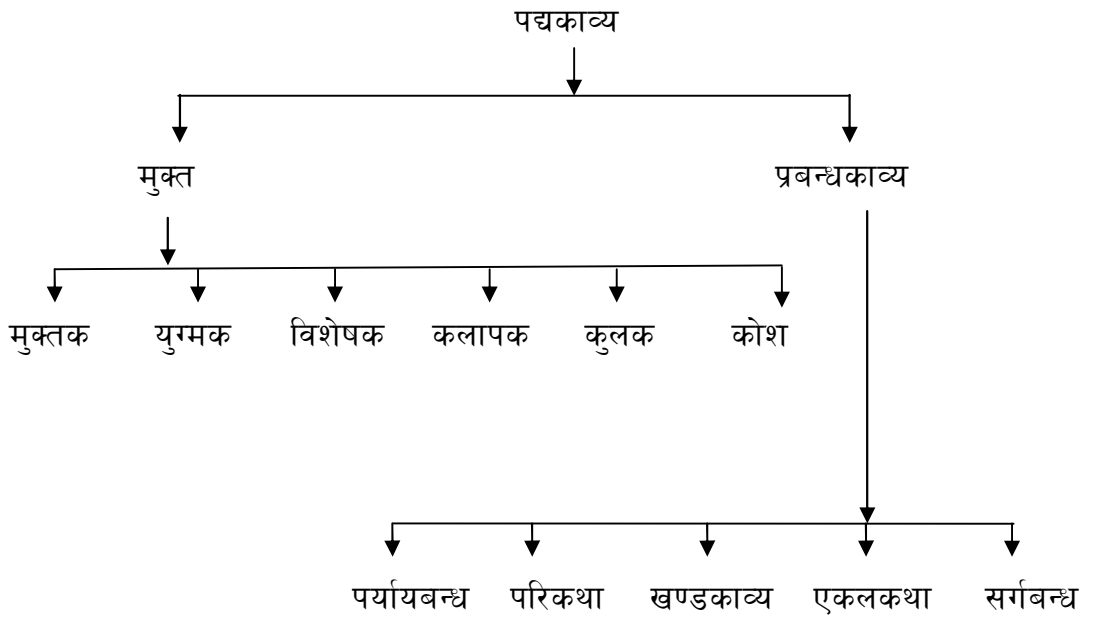 पद्यकाव्य
मुक्त प्रबन्धकाव्य
मुक्तक युग्मक विशेषक कलापक कुलक कोश
पर्यायबन्ध परिकथा खण्डकाव्य एकलकथा सर्गबन्ध